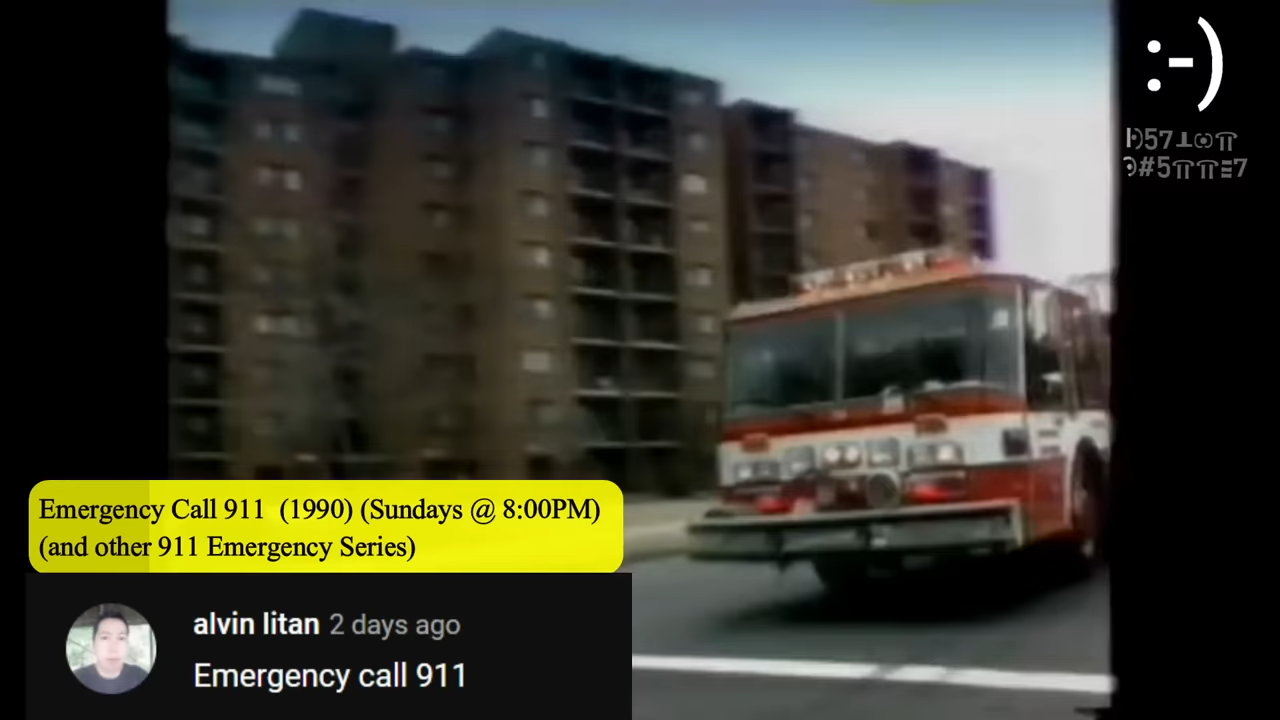 :-)
Emergency Call 911 (1990) (Sundays @ 8:00PM)
(and other 911 Emergency Series)
alvin litan 2 days ago
Emergency call 911